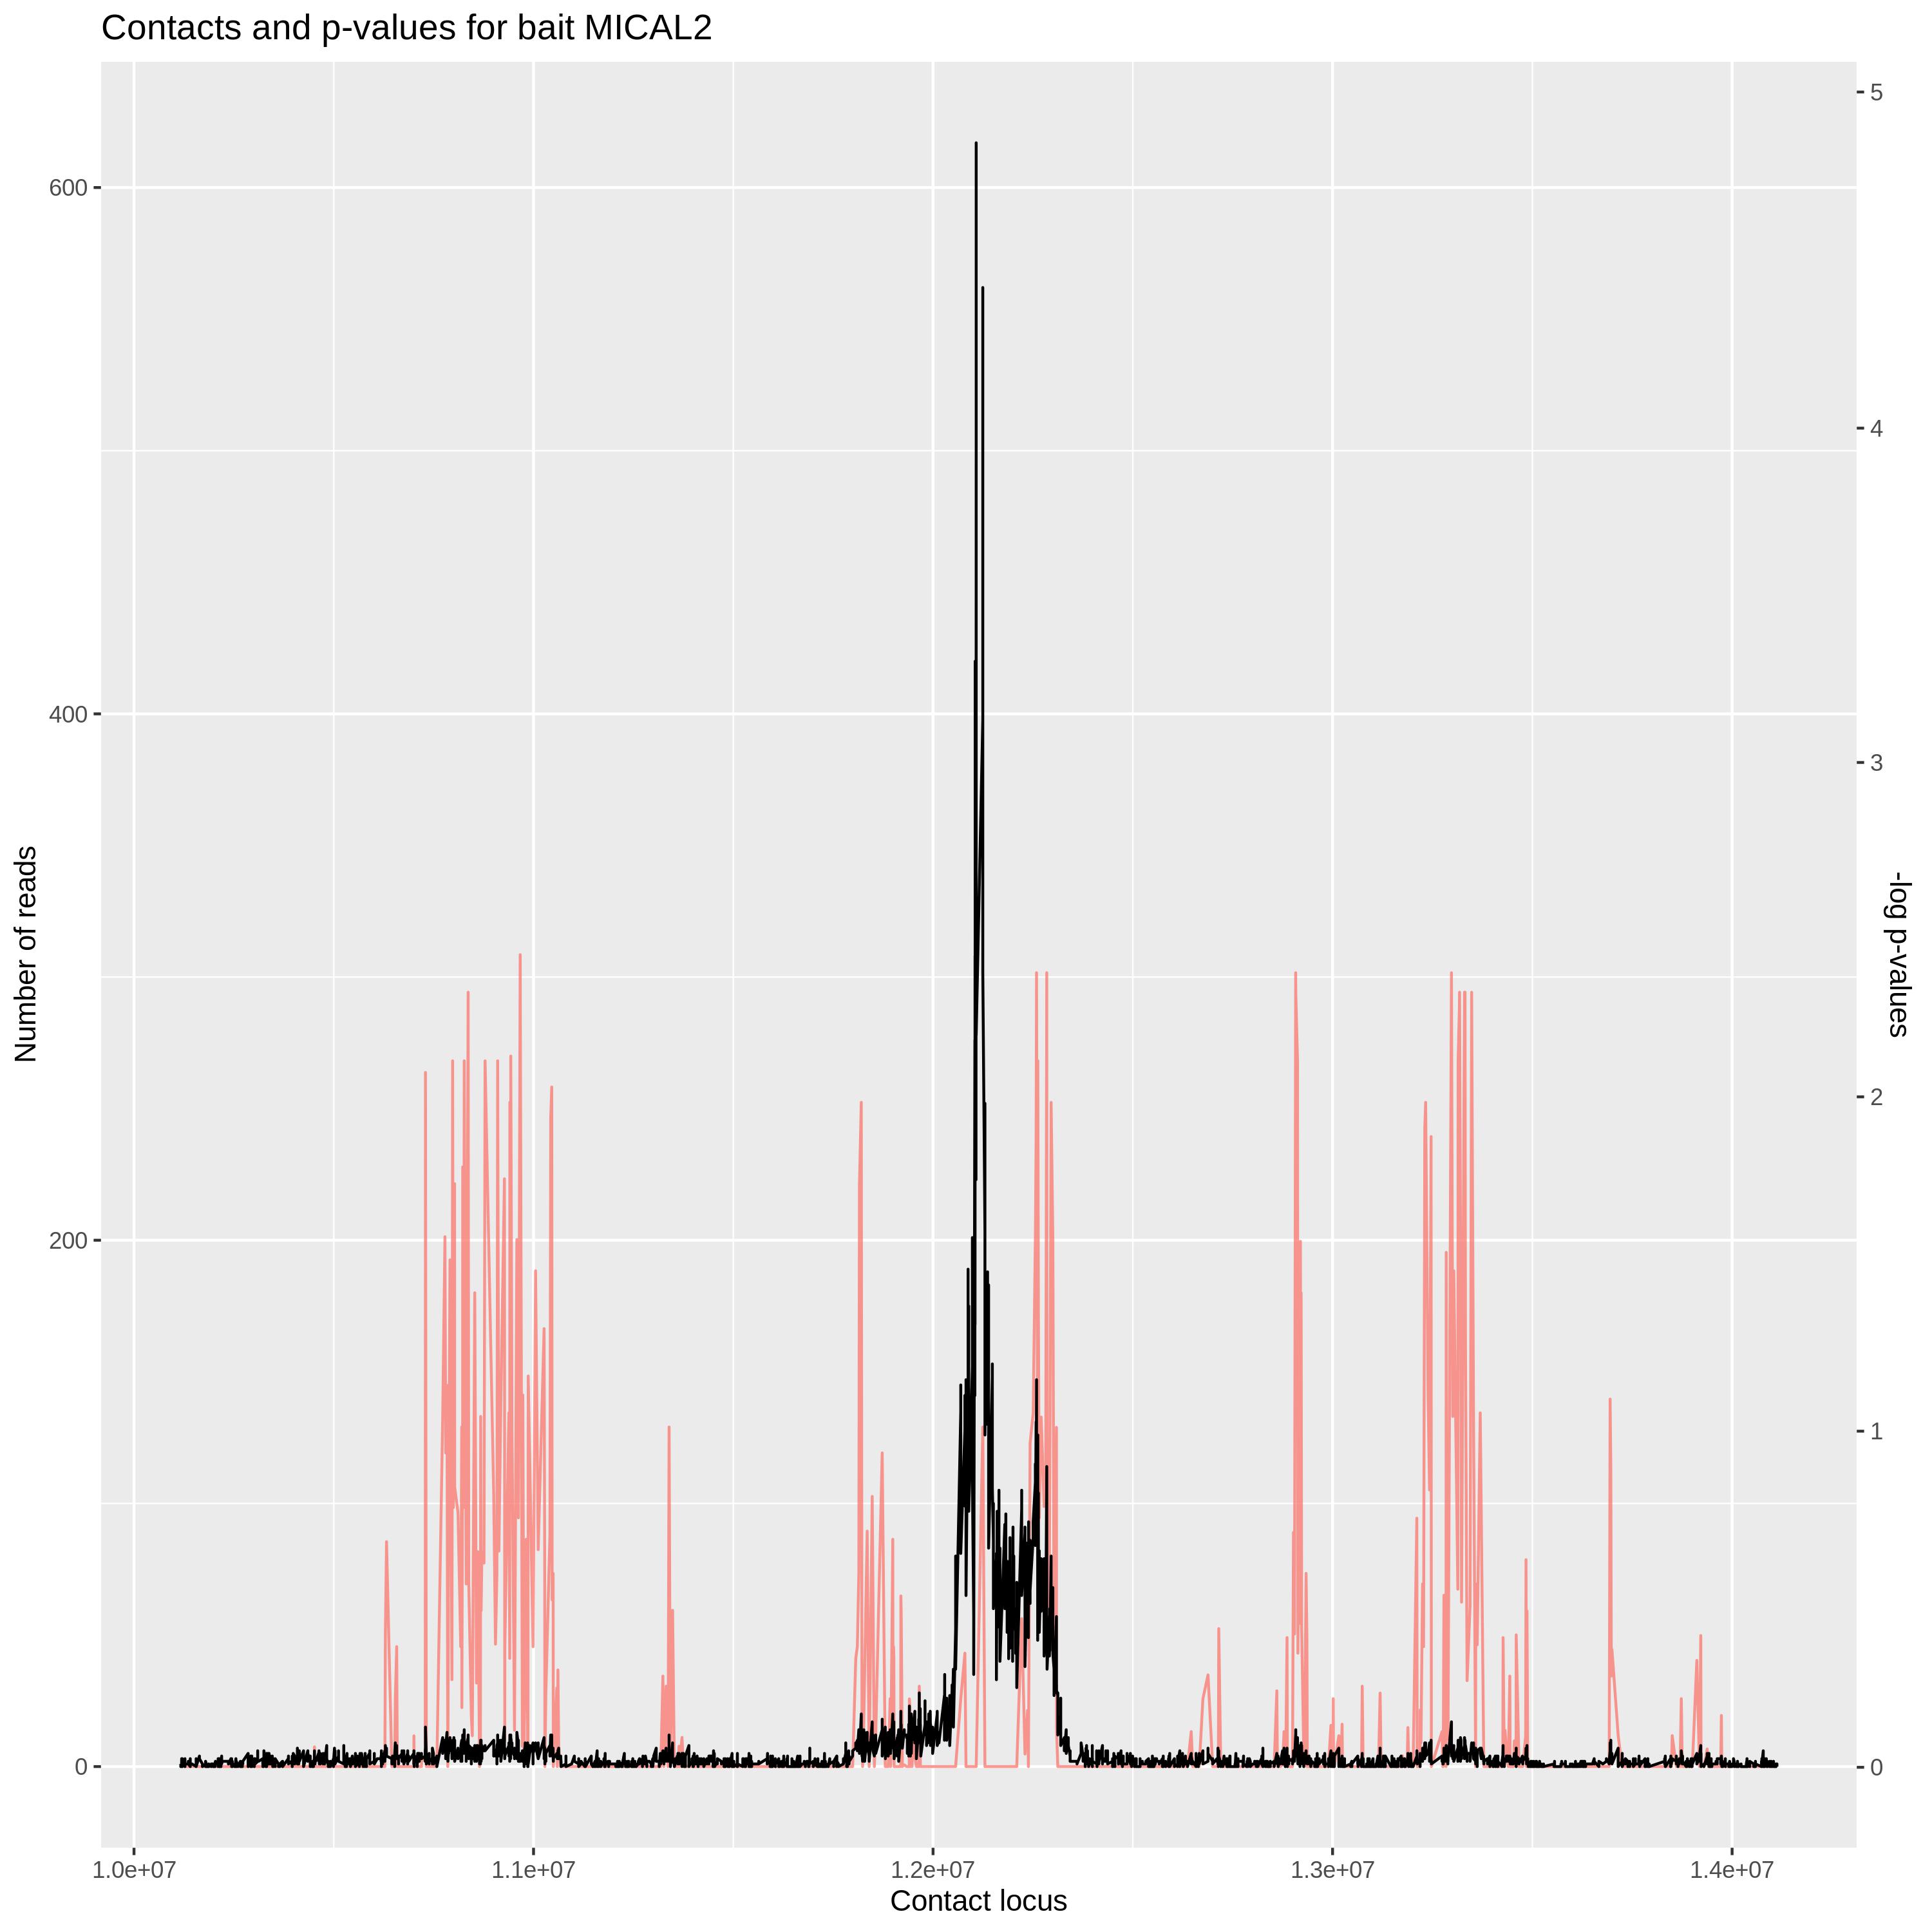 Contacts and p-values for bait MICAL2
Number of reads
600
400
200
0
5
4
3
2
1
0
-log p-values
1.0e+07
1.1e+07
1.2e+07
1.3e+07
1.4e+07
Contact locus